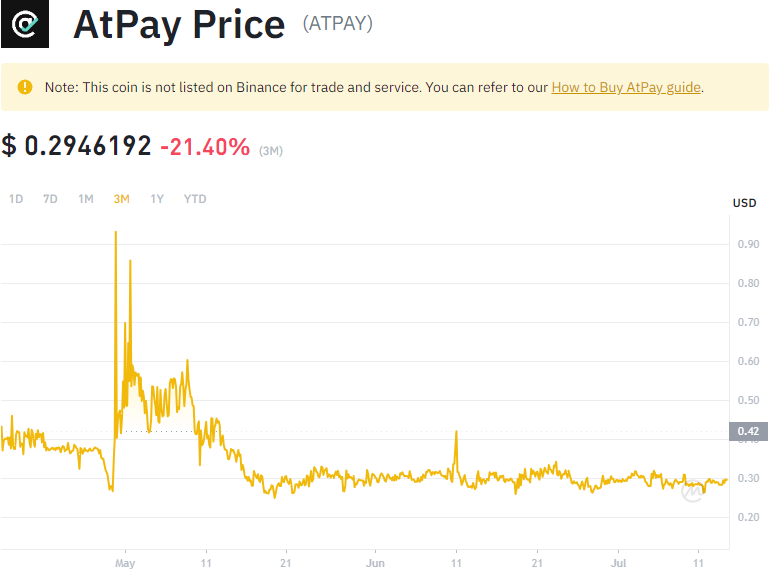 AtPay Price (ATPAY)
Note: This coin is not listed on Binance for trade and service. You can refer to our How to Buy AtPay guide.
$ 0.2946192 -21.40% (3M)
1D 7D 1M 3M 1Y YTD
USD
0.90
0.80
0.70
0.60
0.50
0.42
0.30
0.20
May 11 21 Jun 11 21 Jul 11